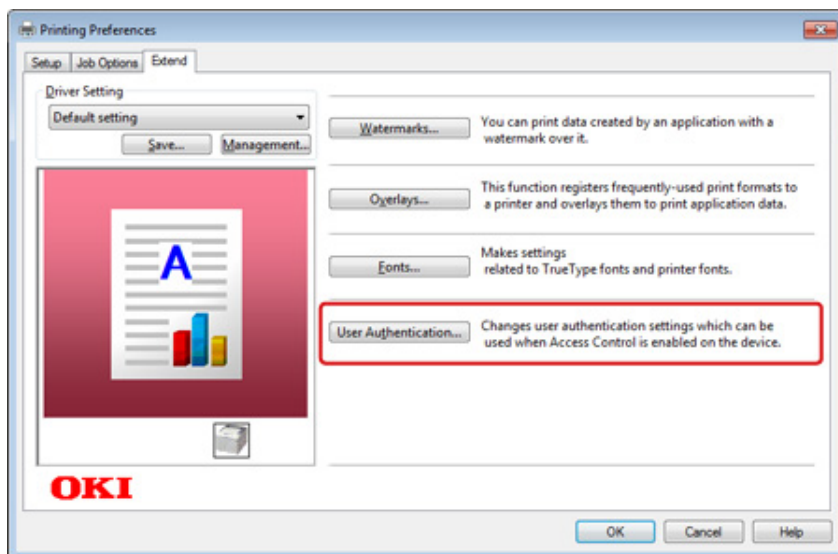 Printing Preferences
Setup Job Options Extend
Driver Setting
Default setting
Save... Management...
Watermarks... You can print data created by an application with a
watermark over it.
Overlays... This function registers frequently-used print formats to
a printer and overlays them to print application data.
Fonts... Makes settings
related to TrueType fonts and printer fonts.
User Authentication... Changes user authentication settings which can be
used when Access Control is enabled on the device.
A
OKI
OK Cancel Help